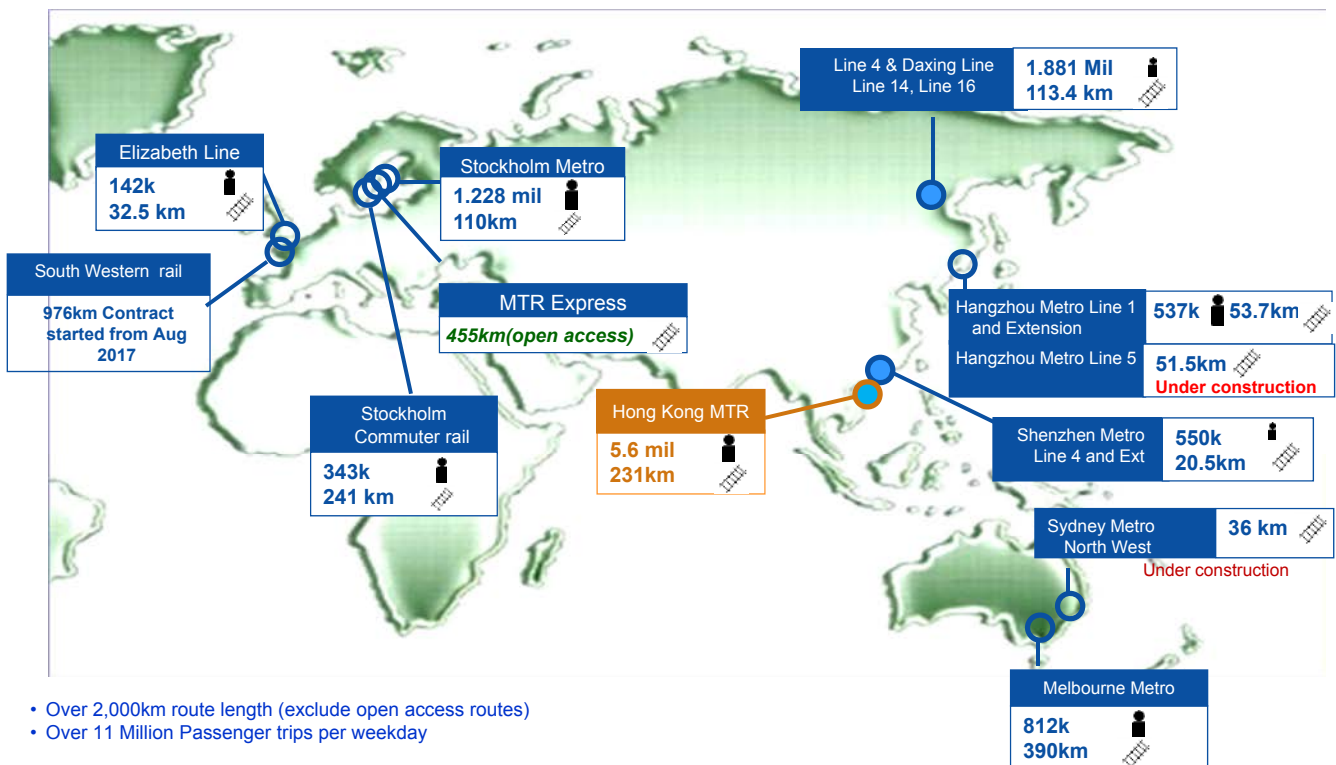 Line 4 & Daxing Line
Line 14, Line 16
1.881 Mil
113.4 km
Elizabeth Line
142k
32.5 km
Stockholm Metro
1.228 mil
110km
South Western rail
976km Contract
started from Aug
2017
MTR Express
455km(open access)
Hangzhou Metro Line 1
and Extension
537k 53.7km
Hangzhou Metro Line 5
51.5km
Under construction
Stockholm
Commuter rail
343k
241 km
Hong Kong MTR
5.6 mil
231km
Shenzhen Metro
Line 4 and Ext
550k
20.5km
Sydney Metro
North West
36 km
Under construction
Melbourne Metro
812k
390km
• Over 2,000km route length (exclude open access routes)
• Over 11 Million Passenger trips per weekday